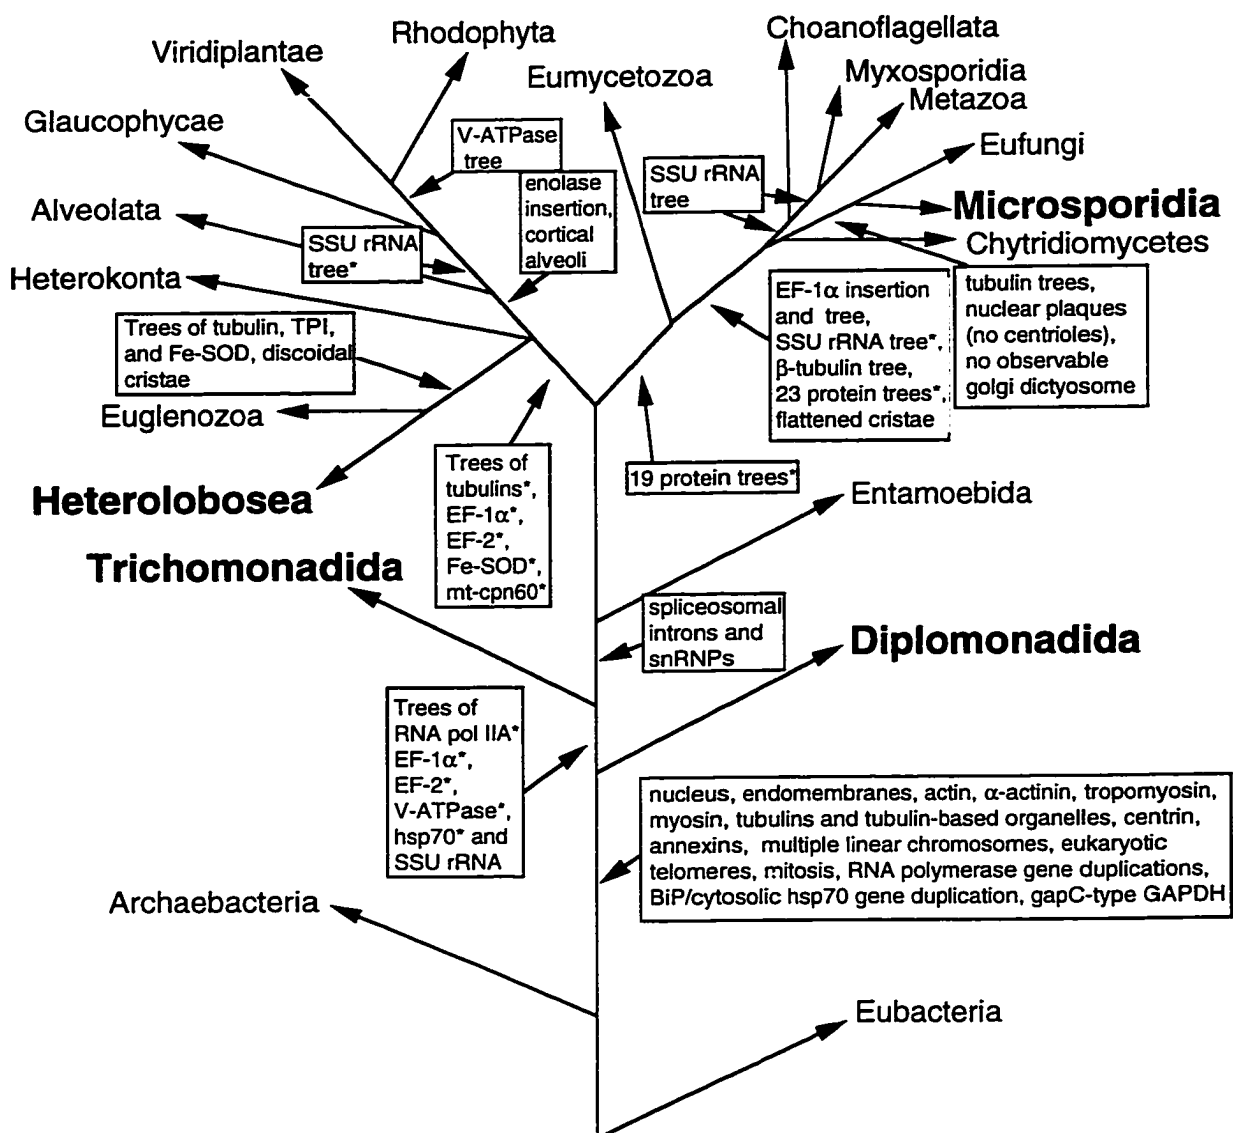 Choanoflagellata
Rhodophyta
Viridiplantae
Myxosporidia
Eumycetozoa
Metazoa
Glaucophycae
V-ATPase
tree
Eufungi
SSU rRNA
tree
enolase
insertion,
cortical
alveoli
Alveolata
Microsporidia
SSU rRNA
tree*
Chytridiomycetes
Heterokonta
EF-1α insertion
and tree,
SSU rRNA tree*,
β-tubulin tree,
23 protein trees*,
flattened cristae
tubulin trees,
nuclear plaques
(no centrioles),
no observable
golgi dictyosome
Trees of tubulin, TPI,
and Fe-SOD, discoidal
cristae
Euglenozoa
Trees of
tubulins*,
EF-1α*,
EF-2*,
Fe-SOD*,
mt-cpn60*
19 protein trees*
Heterolobosea
Entamoebida
Trichomonadida
spliceosomal
introns and
snRNPs
Diplomonadida
Trees of
RNA pol IIA*
EF-1α*,
EF-2*,
V-ATPase*,
hsp70* and
SSU rRNA
nucleus, endomembranes, actin, α-actinin, tropomyosin,
myosin, tubulins and tubulin-based organelles, centrin,
annexins, multiple linear chromosomes, eukaryotic
telomeres, mitosis, RNA polymerase gene duplications,
BiP/cytosolic hsp70 gene duplication, gapC-type GAPDH
Archaebacteria
Eubacteria